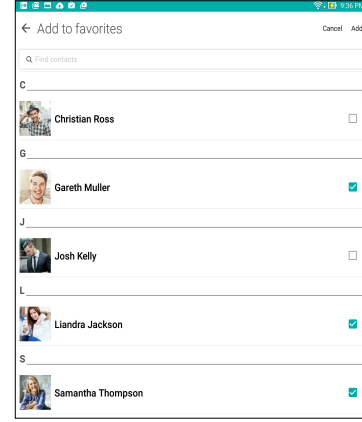 9:36 PM
Add to favorites Cancel Add
Find contacts
C
Christian Ross
G
Gareth Muller
J
Josh Kelly
L
Liandra Jackson
S
Samantha Thompson